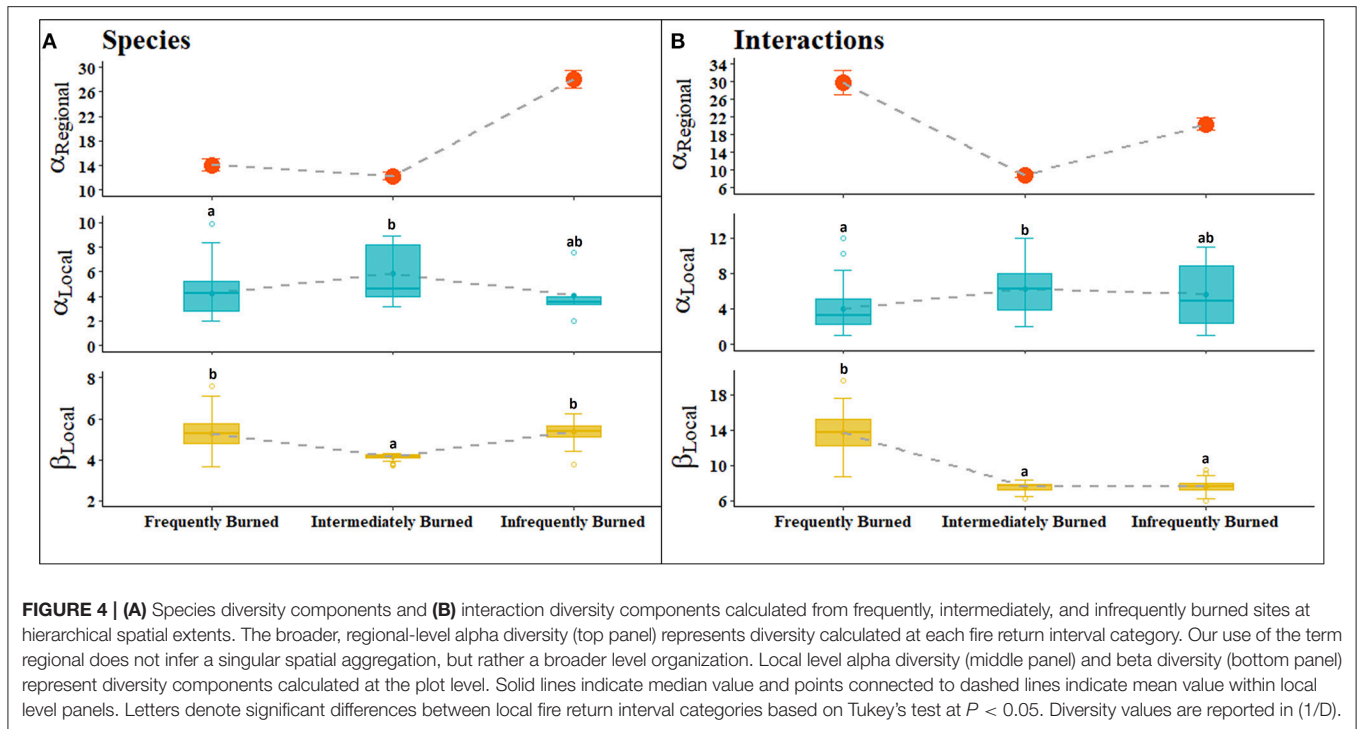 A Species
αRegional
30
26
22
18
14
10
αLocal
10
8
6
4
2
0
a
b
ab
βLocal
8
6
4
2
b
a
b
Frequently Burned Intermediately Burned Infrequently Burned
B Interactions
αRegional
34
30
26
22
18
14
10
6
αLocal
12
8
4
0
a
b
ab
βLocal
18
14
10
6
b
a
a
Frequently Burned Intermediately Burned Infrequently Burned
FIGURE 4 | (A) Species diversity components and (B) interaction diversity components calculated from frequently, intermediately, and infrequently burned sites at
hierarchical spatial extents. The broader, regional-level alpha diversity (top panel) represents diversity calculated at each fire return interval category. Our use of the term
regional does not infer a singular spatial aggregation, but rather a broader level organization. Local level alpha diversity (middle panel) and beta diversity (bottom panel)
represent diversity components calculated at the plot level. Solid lines indicate median value and points connected to dashed lines indicate mean value within local
level panels. Letters denote significant differences between local fire return interval categories based on Tukey's test at P < 0.05. Diversity values are reported in (1/D).